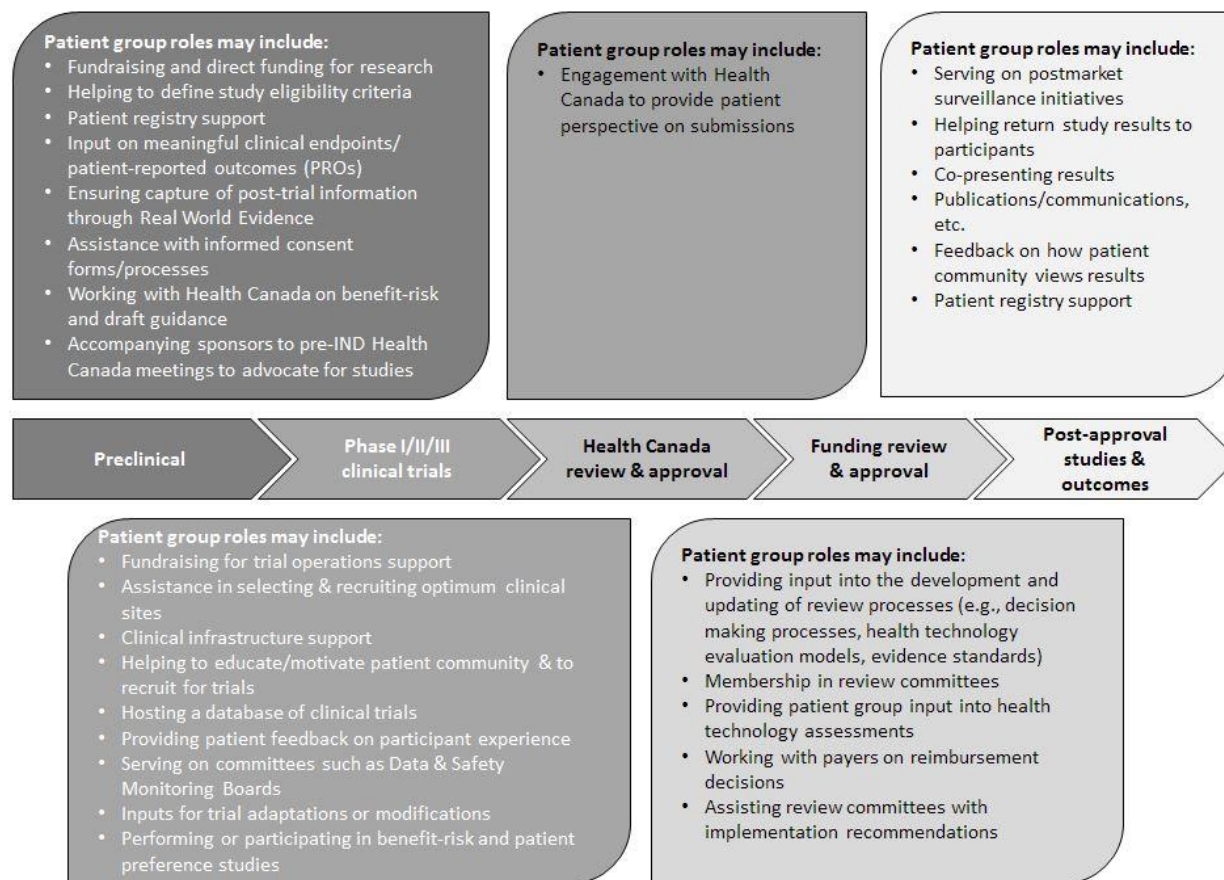 Patient group roles may include:
• Fundraising and direct funding for research
• Helping to define study eligibility criteria
• Patient registry support
• Input on meaningful clinical endpoints/
patient-reported outcomes (PROs)
• Ensuring capture of post-trial information
through Real World Evidence
• Assistance with informed consent
forms/processes
• Working with Health Canada on benefit-risk
and draft guidance
• Accompanying sponsors to pre-IND Health
Canada meetings to advocate for studies
Patient group roles may include:
• Engagement with Health
Canada to provide patient
perspective on submissions
Patient group roles may include:
• Serving on postmarket
surveillance initiatives
• Helping return study results to
participants
• Co-presenting results
• Publications/communications,
etc.
• Feedback on how patient
community views results
• Patient registry support
Preclinical
Phase I/II/III
clinical trials
Health Canada
review & approval
Funding review
& approval
Post-approval
studies &
outcomes
Patient group roles may include:
• Fundraising for trial operations support
• Assistance in selecting & recruiting optimum clinical
sites
• Clinical infrastructure support
• Helping to educate/motivate patient community & to
recruit for trials
• Hosting a database of clinical trials
• Providing patient feedback on participant experience
• Serving on committees such as Data & Safety
Monitoring Boards
• Inputs for trial adaptations or modifications
• Performing or participating in benefit-risk and patient
preference studies
Patient group roles may include:
• Providing input into the development and
updating of review processes (e.g., decision
making processes, health technology
evaluation models, evidence standards)
• Membership in review committees
• Providing patient group input into health
technology assessments
• Working with payers on reimbursement
decisions
• Assisting review committees with
implementation recommendations